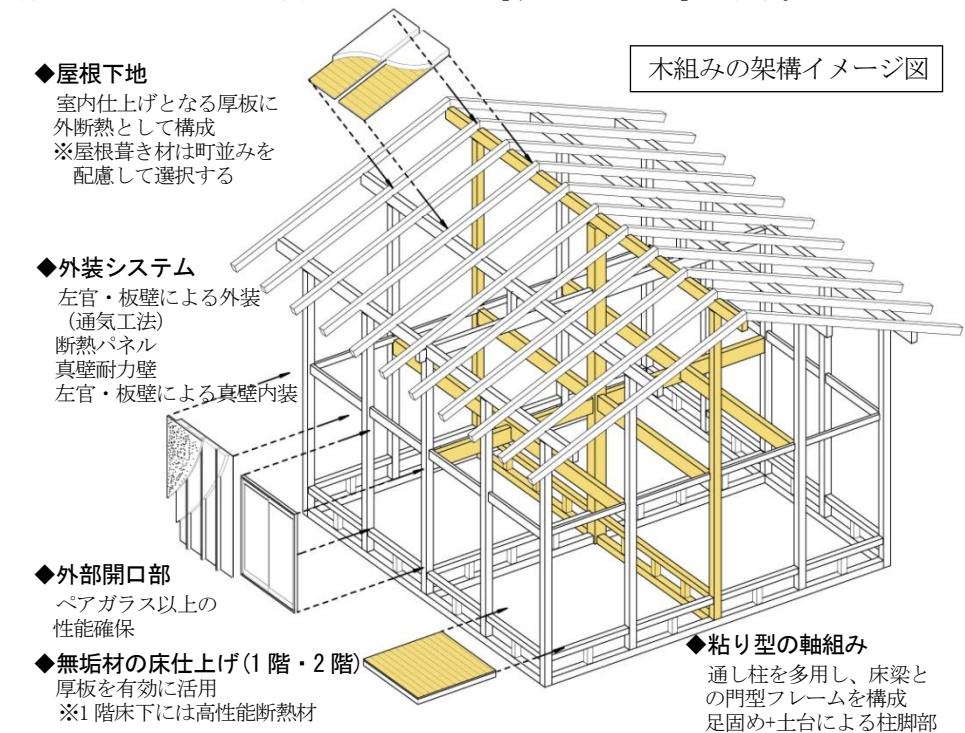 木組みの架構イメージ図
◆屋根下地
室内仕上げとなる厚板に
外断熱として構成
※屋根葺き材は町並みを
配慮して選択する
◆外装システム
左官・板壁による外装
（通気工法）
断熱パネル
真壁耐力壁
左官・板壁による真壁内装
◆外部開口部
ペアガラス以上の
性能確保
◆無垢材の床仕上げ(1階・2階)
厚板を有効に活用
※1階床下には高性能断熱材
◆粘り型の軸組み
通し柱を多用し、床梁と
の門型フレームを構成
足固め+土台による柱脚部